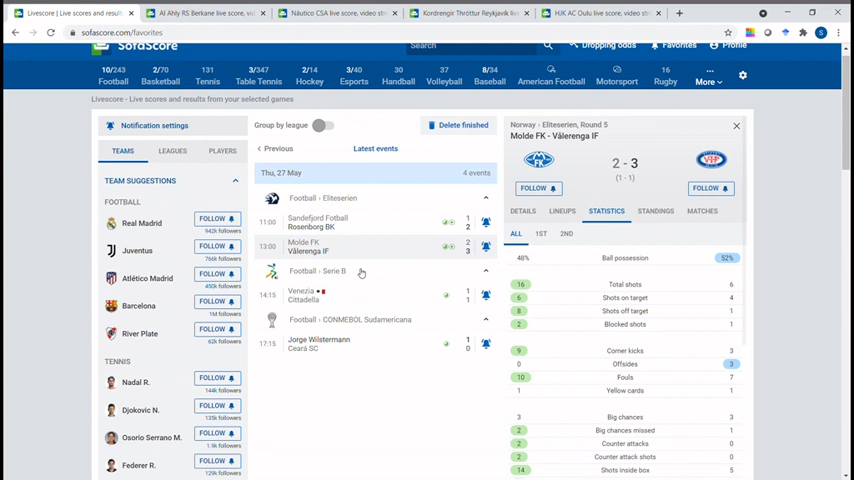 Livescore | Live scores and results
Al Ahly RS Berkane live score, vide
Náutico CSA live score, video stre
Kordrengir Þróttur Reykjavik live
HJK AC Oulu live score, video stre
sofascore.com/favorites
S
SofaScore
Search
Dropping odds
Favorites
Profile
10/243
Football
2/70
Basketball
131
Tennis
3/347
Table Tennis
2/14
Hockey
3/40
Esports
30
Handball
37
Volleyball
8/34
Baseball
American Football
Motorsport
16
Rugby
More
Livescore - Live scores and results from your selected games
Notification settings
TEAMS
LEAGUES
PLAYERS
TEAM SUGGESTIONS
FOOTBALL
Real Madrid
FOLLOW
942k followers
Juventus
FOLLOW
766k followers
Atlético Madrid
FOLLOW
450k followers
Barcelona
FOLLOW
1M followers
River Plate
FOLLOW
62k followers
TENNIS
Nadal R.
FOLLOW
144k followers
Djokovic N.
FOLLOW
135k followers
Osorio Serrano M.
FOLLOW
1.9k followers
Federer R.
FOLLOW
129k followers
Group by league
Delete finished
Previous
Latest events
Thu, 27 May
4 events
Football > Eliteserien
11:00
Sandefjord Fotball 1
Rosenborg BK 2
13:00
Molde FK 2
Vålerenga IF 3
Football > Serie B
14:15
Venezia 1
Cittadella 1
Football > CONMEBOL Sudamericana
17:15
Jorge Wilstermann 1
Ceará SC 0
Norway - Eliteserien, Round 5
Molde FK - Vålerenga IF
2 - 3
(1 - 1)
FOLLOW
FOLLOW
DETAILS
LINEUPS
STATISTICS
STANDINGS
MATCHES
ALL
1ST
2ND
48% Ball possession 52%
16 Total shots 6
6 Shots on target 4
8 Shots off target 1
2 Blocked shots 1
9 Corner kicks 3
0 Offsides 3
10 Fouls 7
1 Yellow cards 1
3 Big chances 3
2 Big chances missed 1
2 Counter attacks 0
2 Counter attack shots 0
14 Shots inside box 5